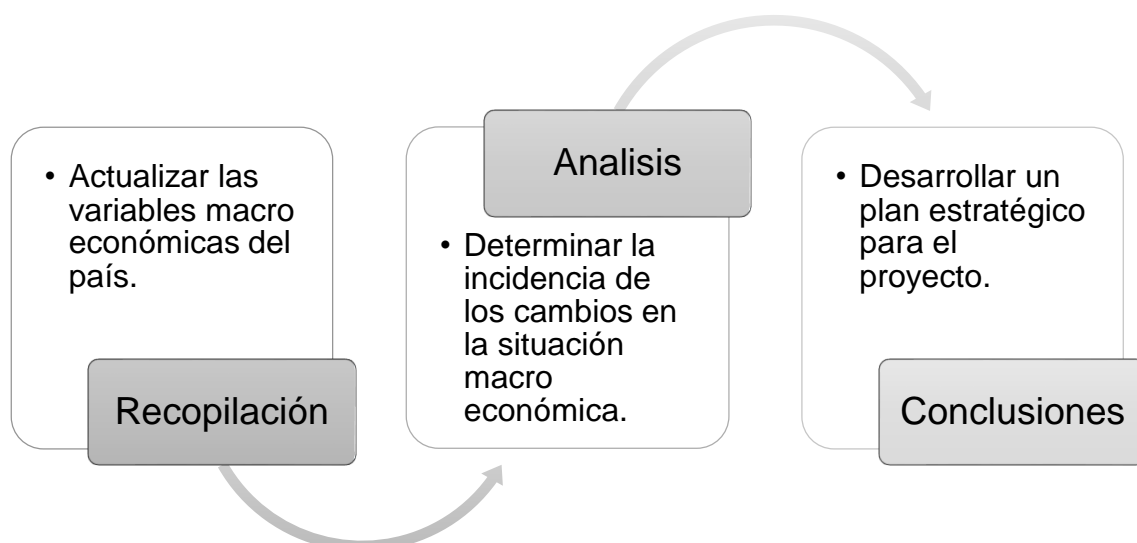 • Actualizar las
variables macro
económicas del
país.
Recopilación
Analisis
• Determinar la
incidencia de
los cambios en
la situación
macro
económica.
• Desarrollar un
plan estratégico
para el
proyecto.
Conclusiones